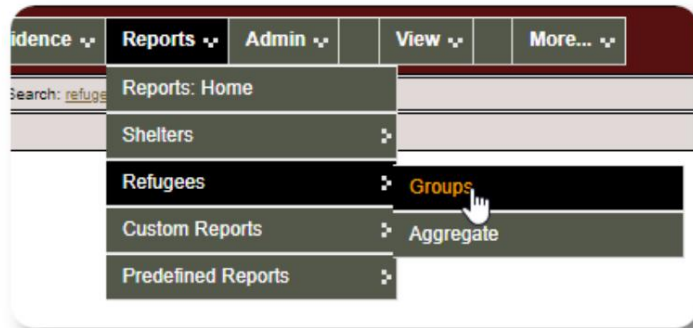 idence Reports Admin View More...
Search: refuge
Reports: Home
Shelters
Refugees
Groups
Custom Reports
Aggregate
Predefined Reports